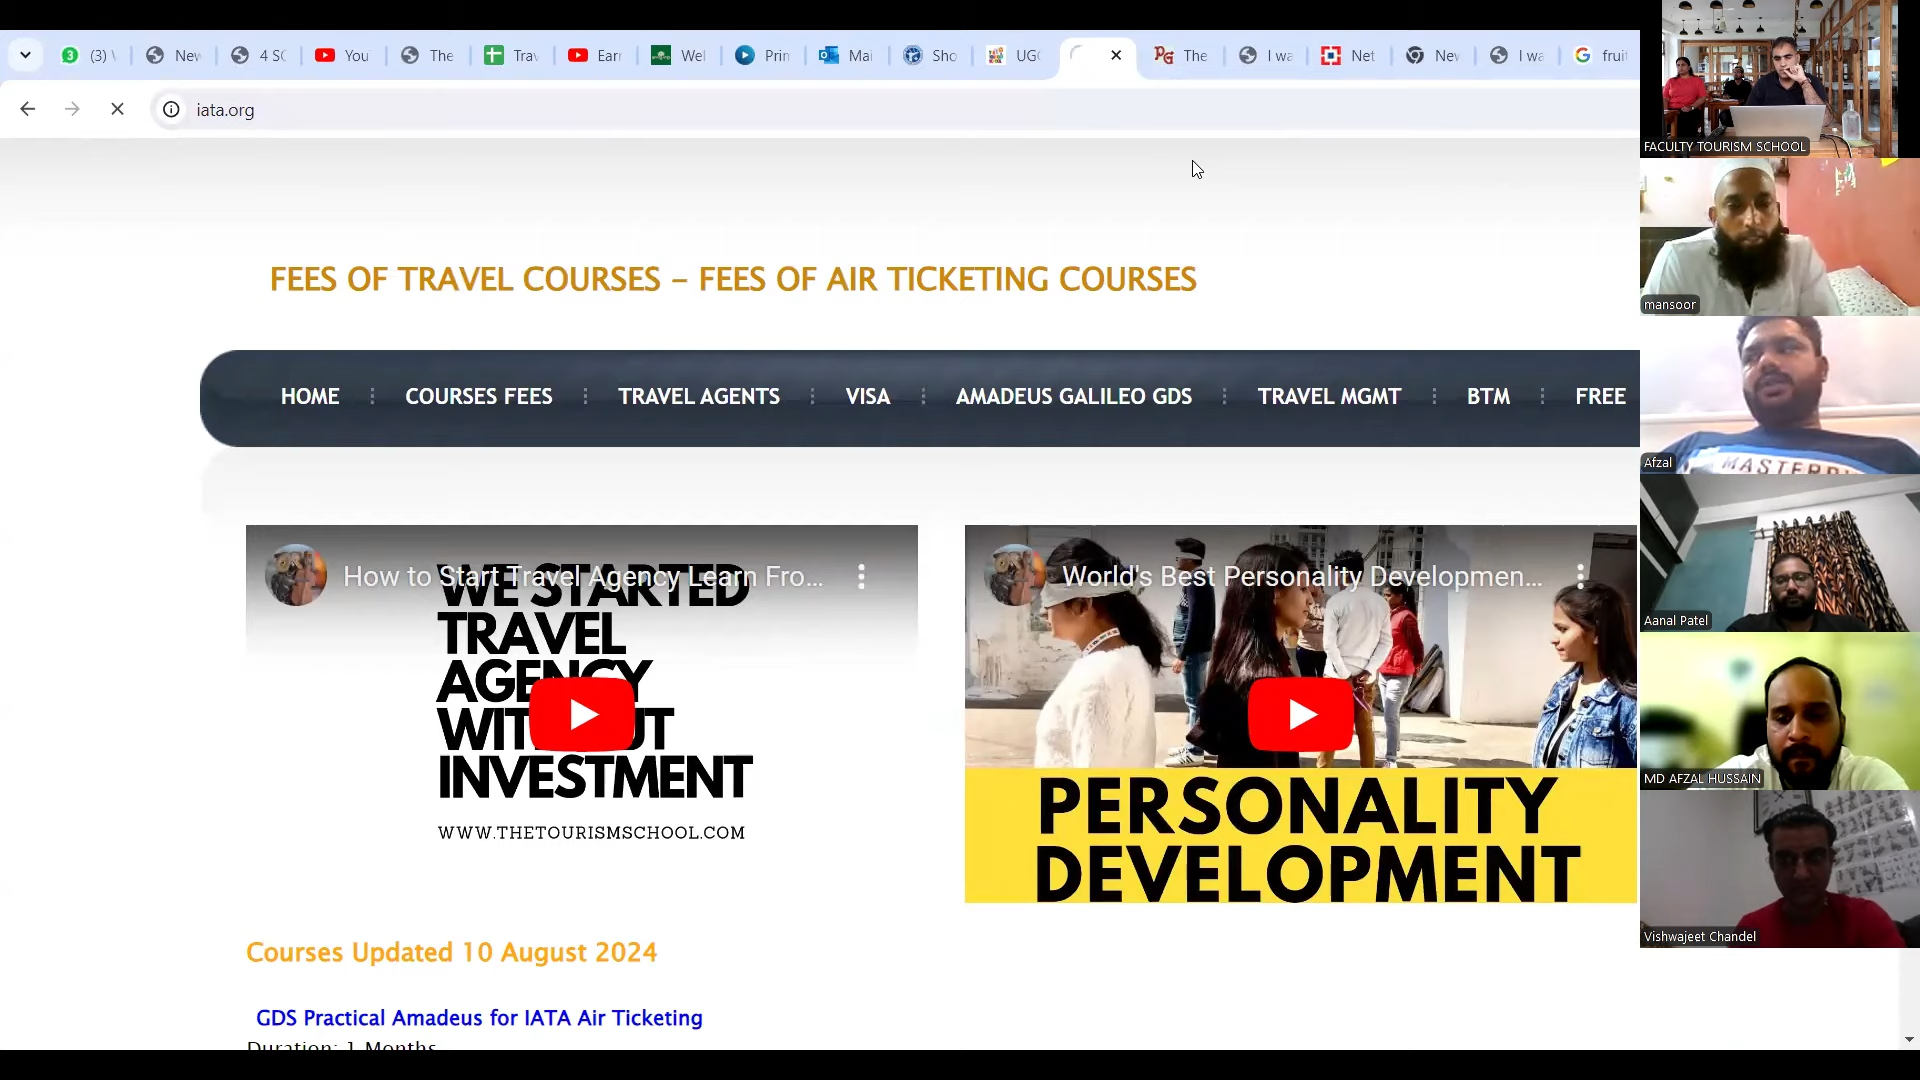 (3)
New
4 SC
You
The
Trav
Earr
Wel
Prin
Mai
Sho
UGC
The
I wa
Net
New
I wa
fruit
iata.org
FEES OF TRAVEL COURSES – FEES OF AIR TICKETING COURSES
HOME
COURSES FEES
TRAVEL AGENTS
VISA
AMADEUS GALILEO GDS
TRAVEL MGMT
BTM
FREE
How to Start Travel Agency Learn Fro...
WE STARTED
TRAVEL
AGENCY
WITHOUT
INVESTMENT
WWW.THETOURISMSCHOOL.COM
World's Best Personality Developmen...
PERSONALITY
DEVELOPMENT
Courses Updated 10 August 2024
GDS Practical Amadeus for IATA Air Ticketing
Duration: 1 Months
FACULTY TOURISM SCHOOL
mansoor
Afzal
Aanal Patel
MD AFZAL HUSSAIN
Vishwajeet Chandel